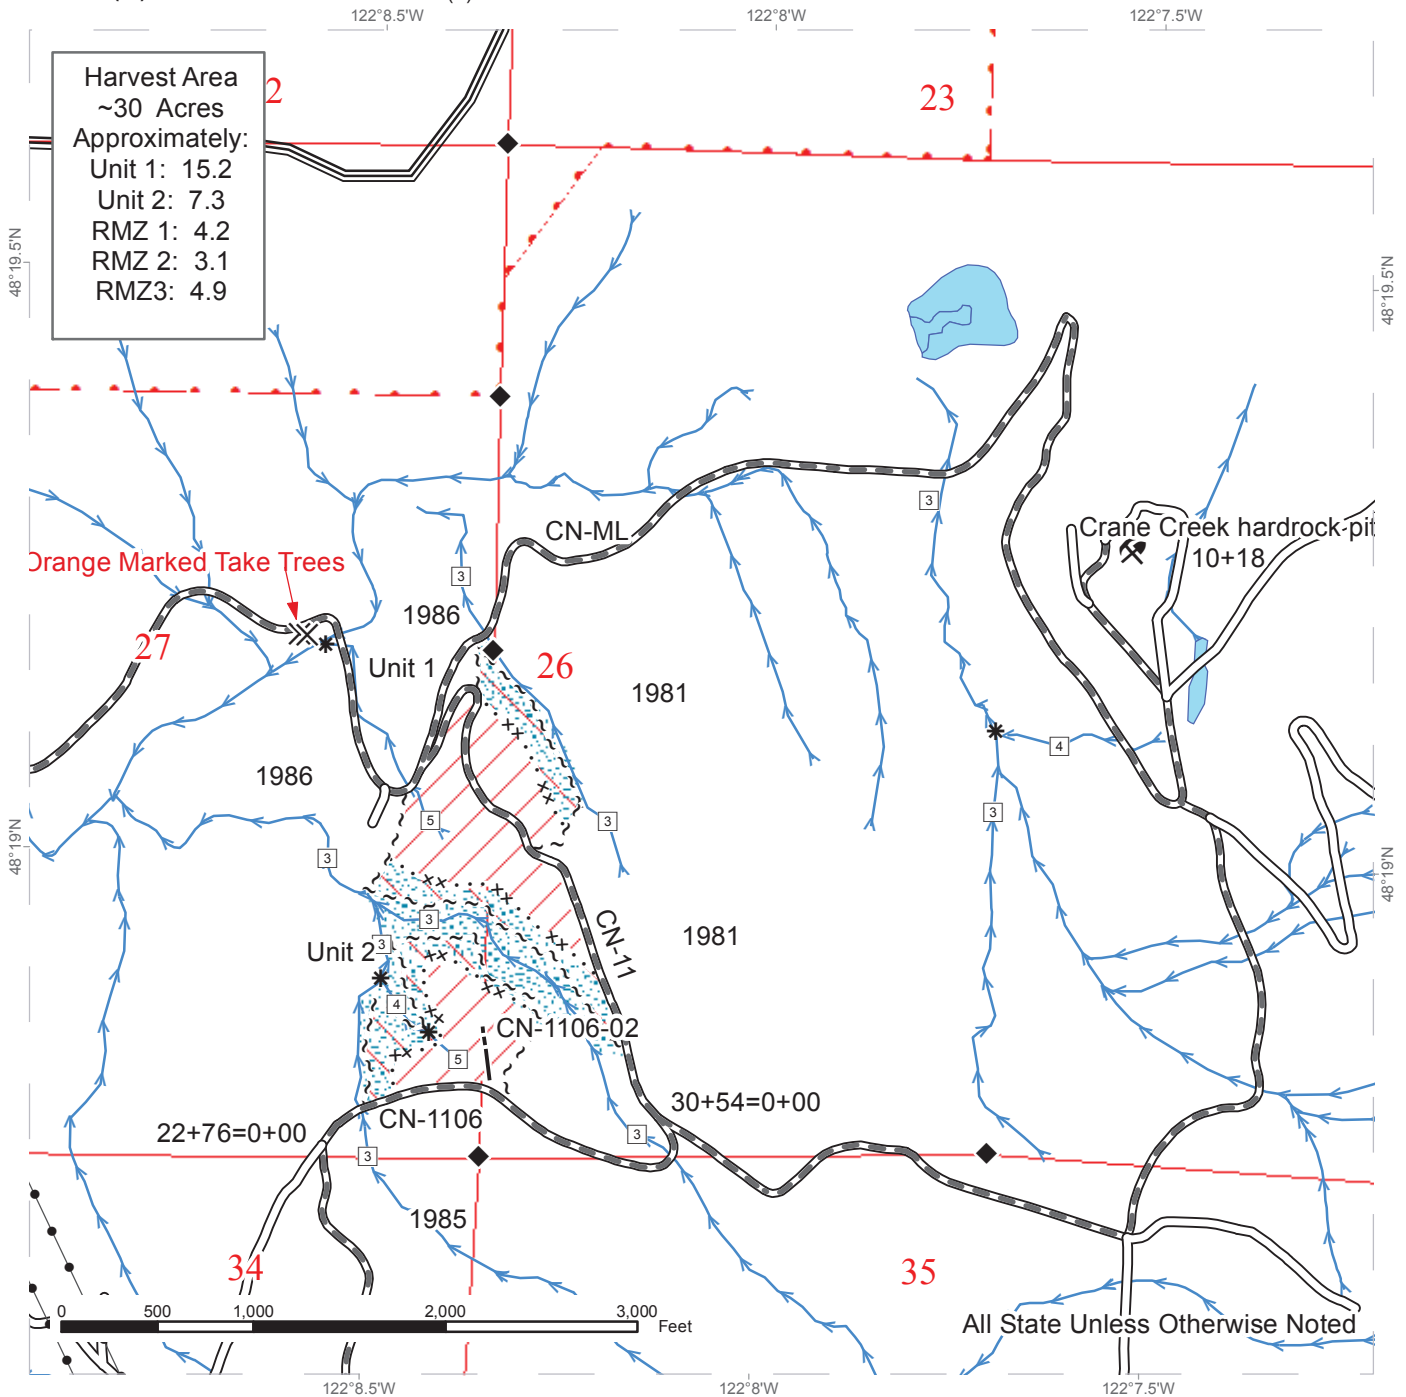 122°8.5'W
122°8'W
122°7.5'W
Harvest Area
~30 Acres
Approximately:
Unit 1: 15.2
Unit 2: 7.3
RMZ 1: 4.2
RMZ 2: 3.1
RMZ3: 4.9
2
23
48°19.5'N
48°19.5'N
3
CN-ML
Crane Creek hardrock pit
10+18
Orange Marked Take Trees
3
1986
27
Unit 1
26
1981
4
1986
5
3
3
3
48°19'N
48°19'N
3
3
CN-11
1981
Unit 2
3
4
CN-1106-02
5
30+54=0+00
CN-1106
22+76=0+00
3
3
1985
34
35
0
500
1,000
2,000
3,000
Feet
All State Unless Otherwise Noted
122°8.5'W
122°8'W
122°7.5'W